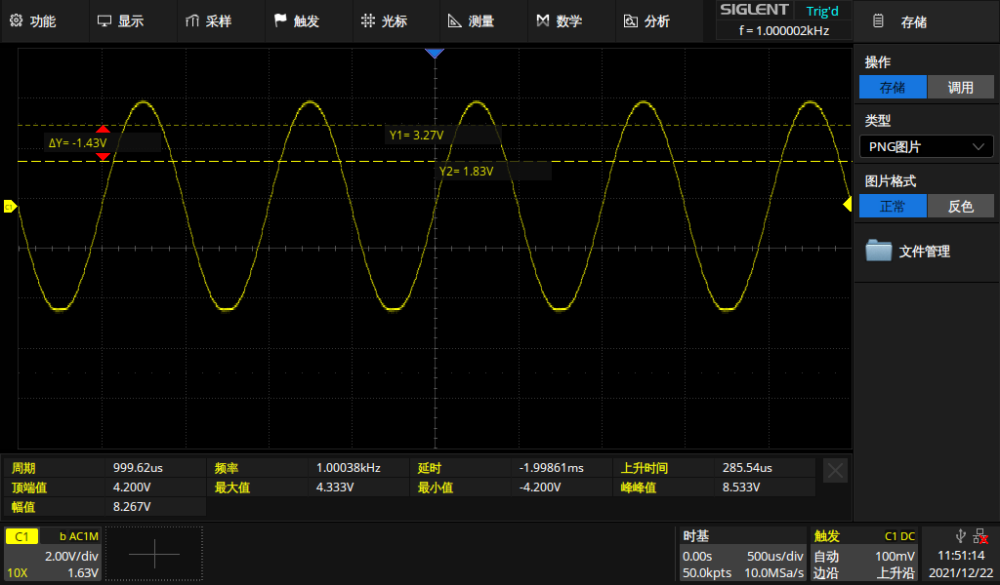 功能 显示 采样 触发 光标 测量 数学 分析 SIGLENT Trig'd 存储
f = 1.000002kHz
操作
存储 调用
类型
PNG图片
图片格式
正常 反色
文件管理
ΔY= -1.43V
Y1= 3.27V
Y2= 1.83V
C1
周期 999.62us 频率 1.00038kHz 延时 -1.99861ms 上升时间 285.54us
顶端值 4.200V 最大值 4.333V 最小值 -4.200V 峰峰值 8.533V
幅值 8.267V
C1 b AC1M
2.00V/div
10X 1.63V
时基
0.00s 500us/div
50.0kpts 10.0MSa/s
触发 C1 DC
自动 100mV
边沿 上升沿
11:51:14
2021/12/22